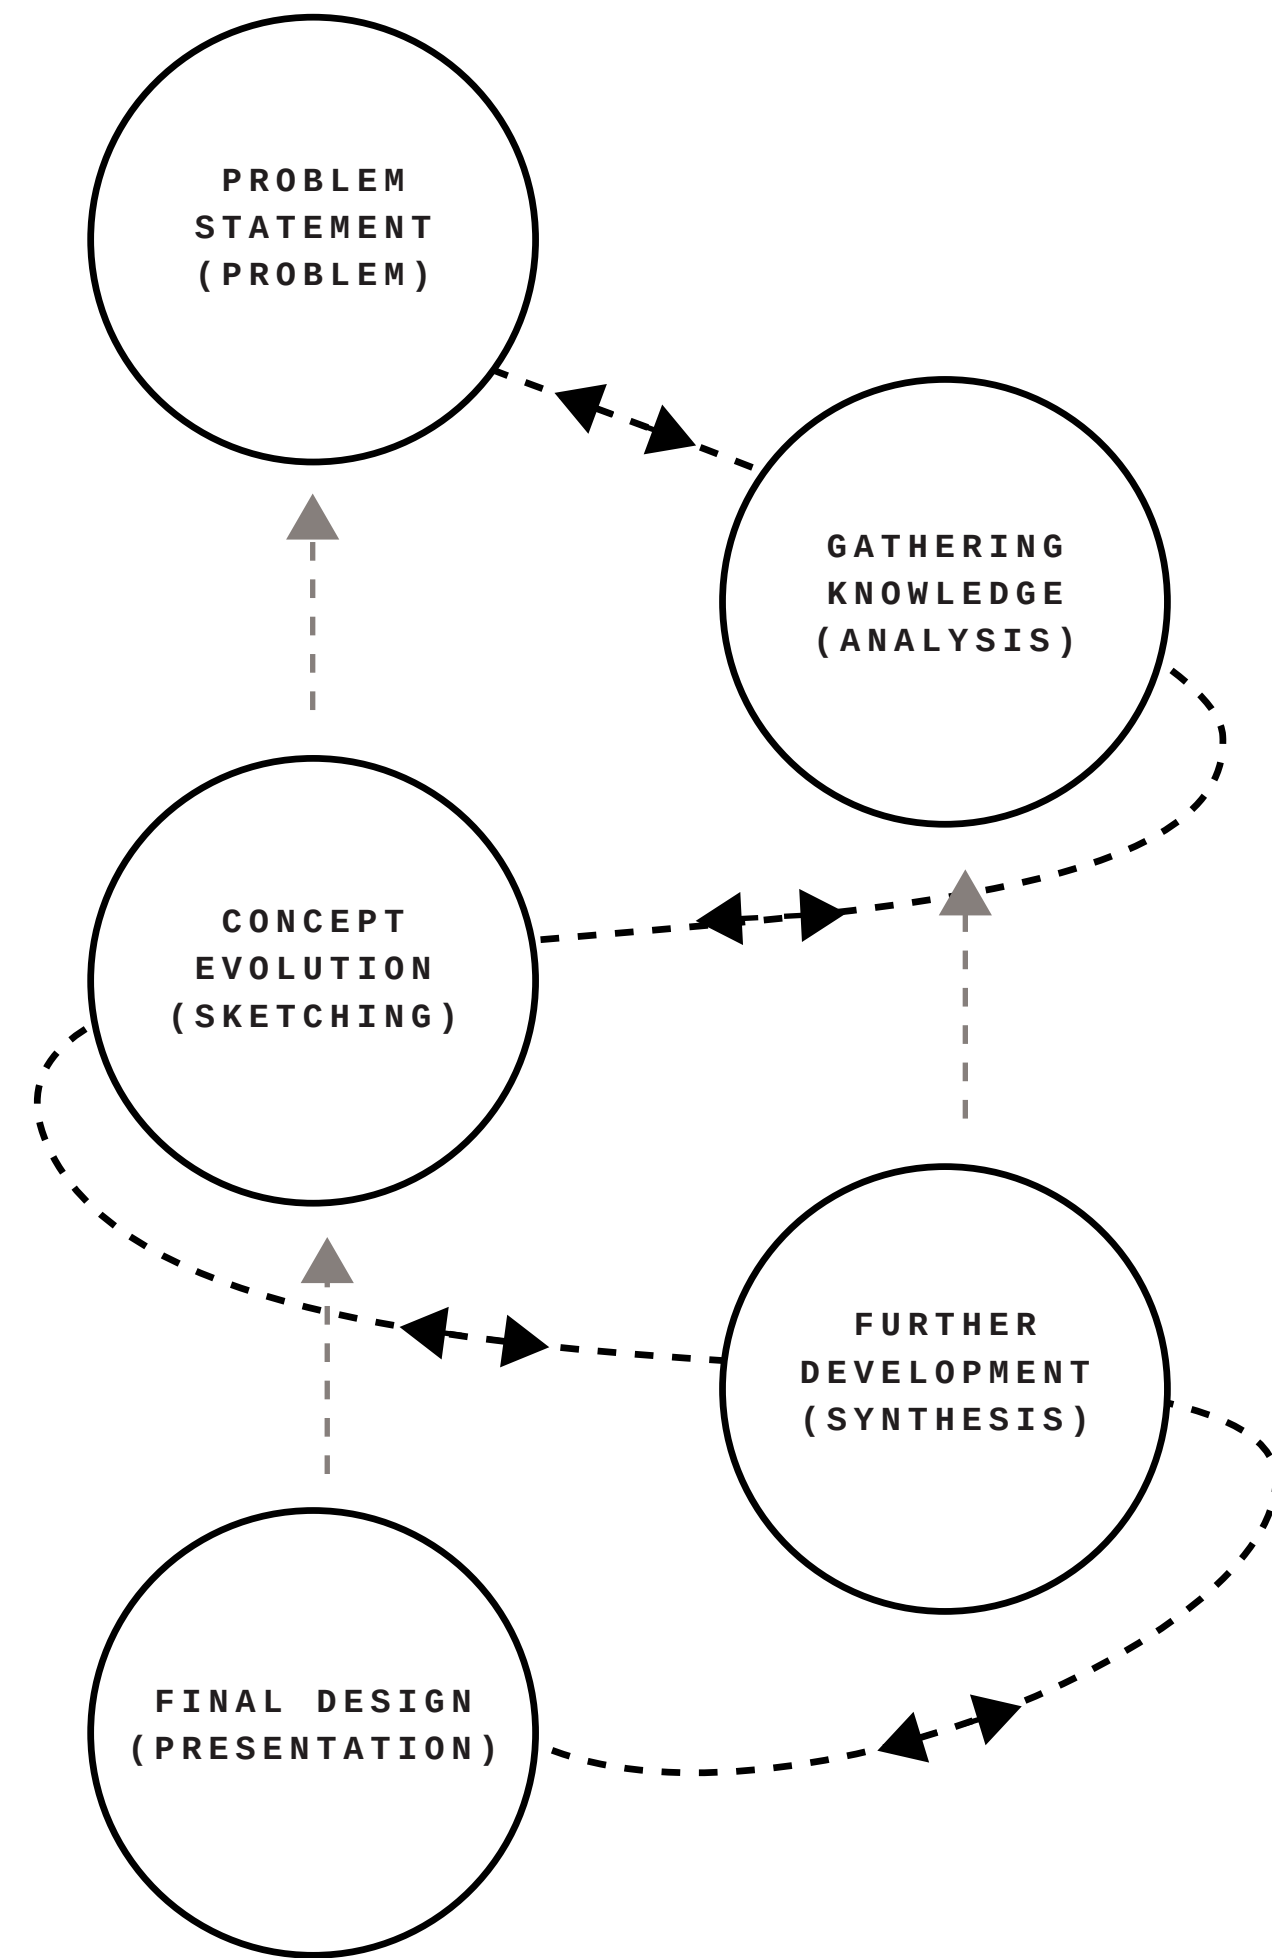 PROBLEM
STATEMENT
(PROBLEM)
GATHERING
KNOWLEDGE
(ANALYSIS)
CONCEPT
EVOLUTION
(SKETCHING)
FURTHER
DEVELOPMENT
(SYNTHESIS)
FINAL DESIGN
(PRESENTATION)